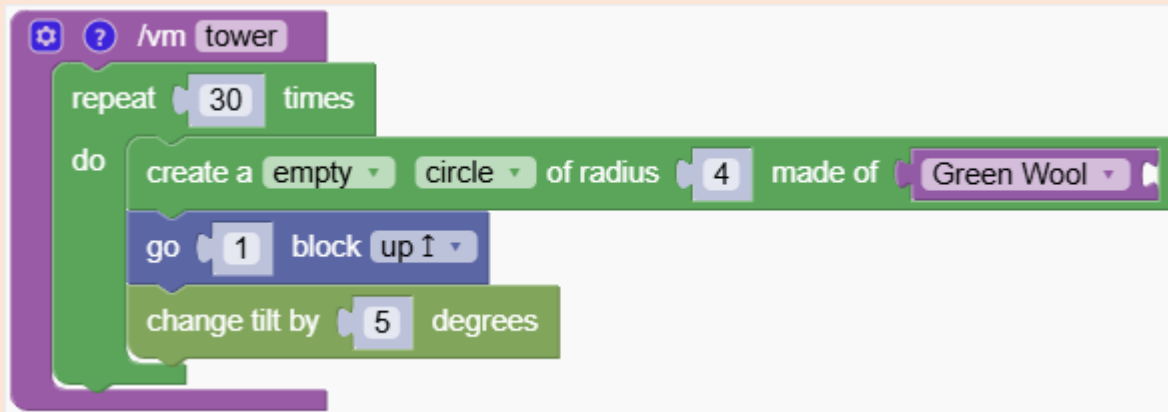 ? /vm tower
repeat 30 times
do create a empty circle of radius 4 made of Green Wool
go 1 block up ↥
change tilt by 5 degrees